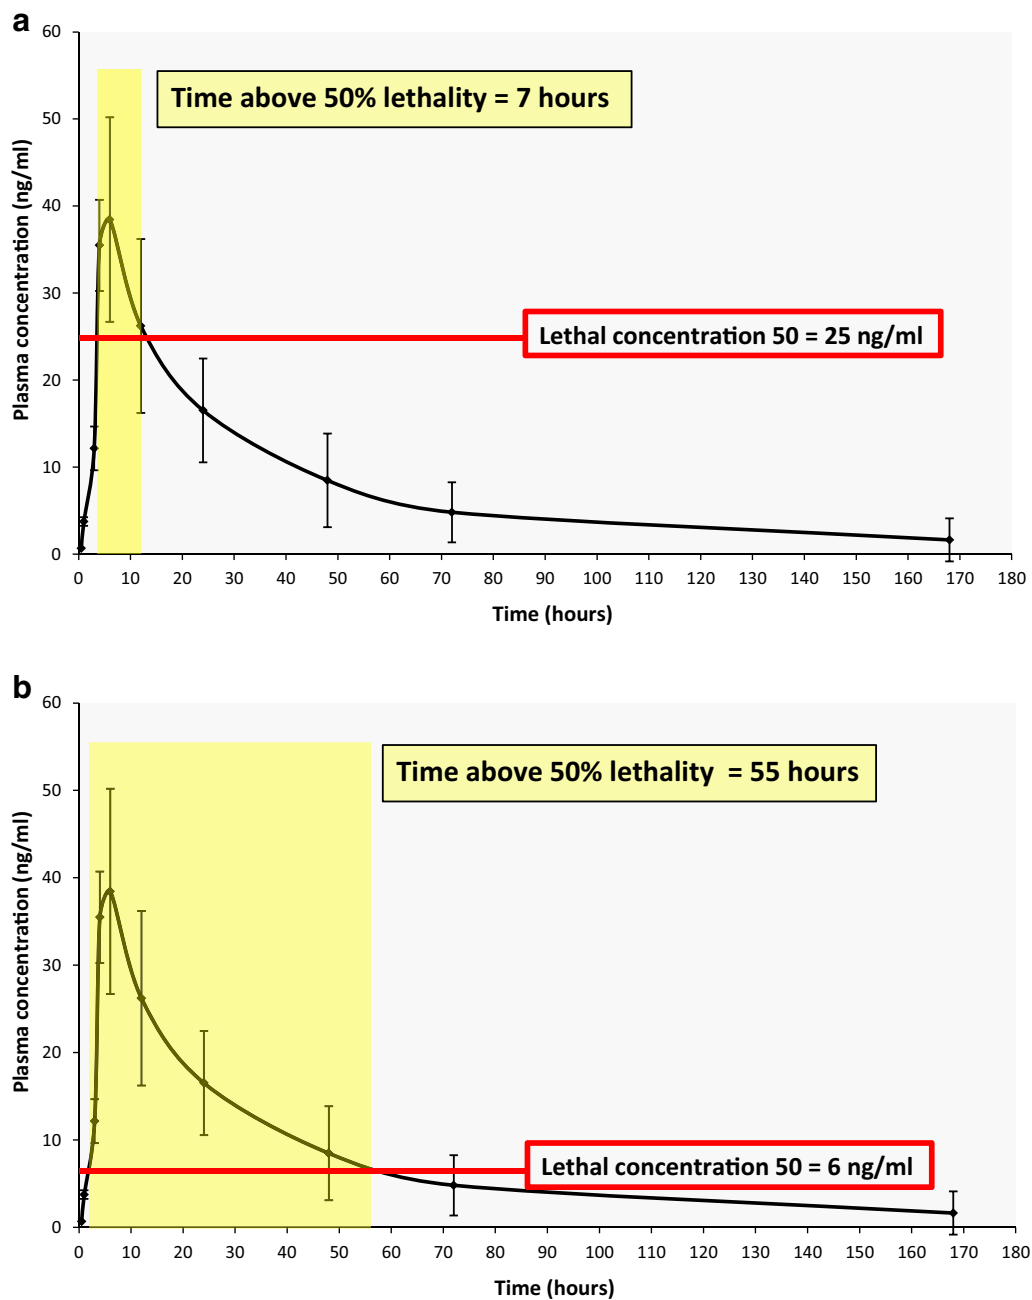 a
60
50
40
30
20
10
0
Plasma concentration (ng/ml)
Time above 50% lethality = 7 hours
Lethal concentration 50 = 25 ng/ml
0 10 20 30 40 50 60 70 80 90 100 110 120 130 140 150 160 170 180
Time (hours)
b
60
50
40
30
20
10
0
Plasma concentration (ng/ml)
Time above 50% lethality = 55 hours
Lethal concentration 50 = 6 ng/ml
0 10 20 30 40 50 60 70 80 90 100 110 120 130 140 150 160 170 180
Time (hours)